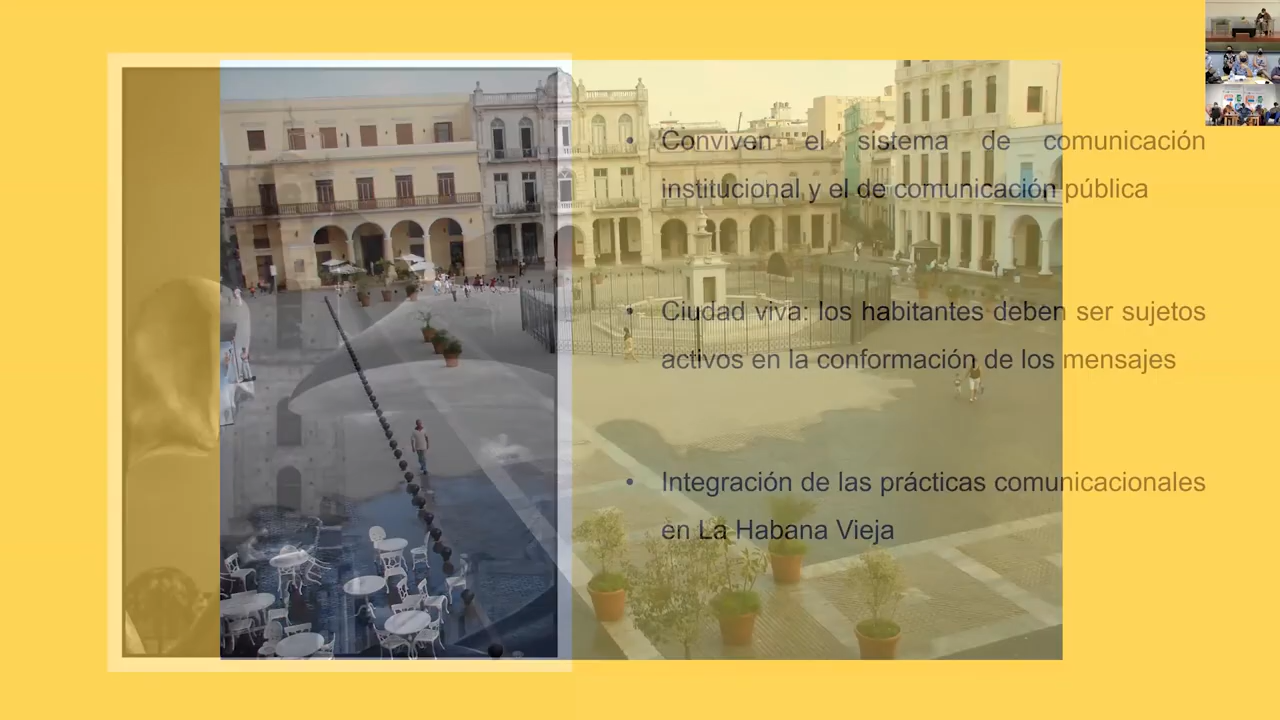 • Conviven el sistema de comunicación
institucional y el de comunicación pública
• Ciudad viva: los habitantes deben ser sujetos
activos en la conformación de los mensajes
• Integración de las prácticas comunicacionales
en La Habana Vieja